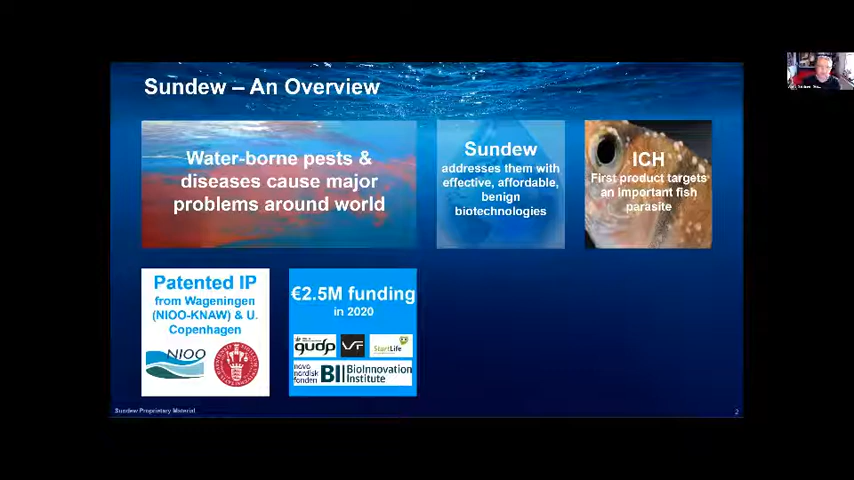 Sundew – An Overview
Water-borne pests &
diseases cause major
problems around world
Sundew
addresses them with
effective, affordable,
benign
biotechnologies
ICH
First product targets
an important fish
parasite
Patented IP
from Wageningen
(NIOO-KNAW) & U.
Copenhagen
NIOO
€2.5M funding
in 2020
gudp
VF
StartLife
novo
nordisk
fonden
BII BioInnovation
Institute
Sundew Proprietary Material
2